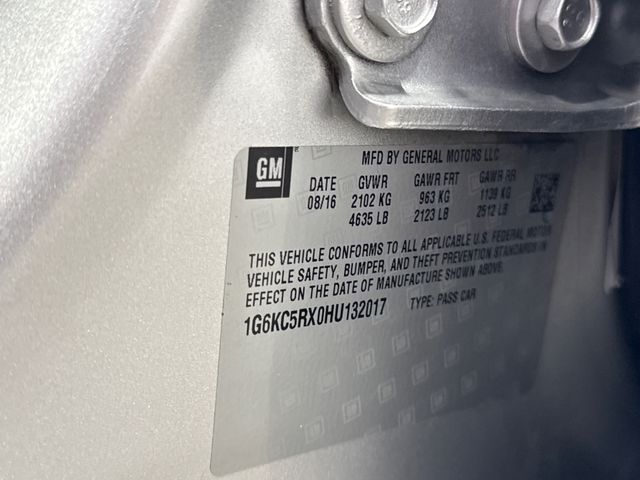 GM
MFD BY GENERAL MOTORS LLC
DATE GVWR GAWR FRT GAWR RR
08/16 2102 KG 963 KG 1139 KG
4635 LB 2123 LB 2512 LB
THIS VEHICLE CONFORMS TO ALL APPLICABLE U.S. FEDERAL MOTOR
VEHICLE SAFETY, BUMPER, AND THEFT PREVENTION STANDARDS IN
EFFECT ON THE DATE OF MANUFACTURE SHOWN ABOVE.
1G6KC5RX0HU132017 TYPE: PASS CAR